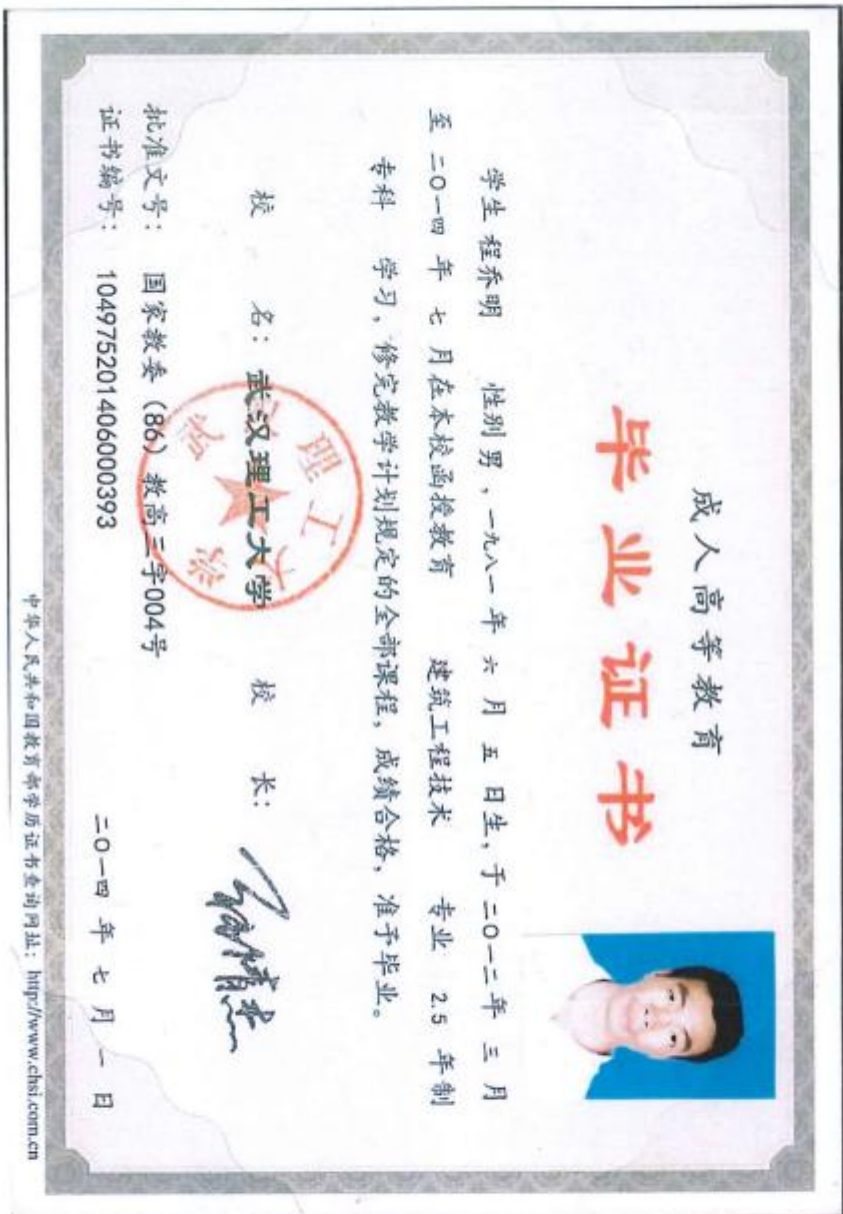 成人高等教育
毕业证书
学生 程乔明 性别 男 ，一九八一 年 六 月 五 日生，于 二〇一二年 三 月
至 二〇一四 年 七 月在本校函授教育 建筑工程技术 专业 2.5 年制
专科 学习，修完教学计划规定的全部课程，成绩合格，准予毕业。
校 名：武汉理工大学 校 长：
批准文号： 国家教委（86）教高三字004号
证书编号： 104975201406000393 二〇一四 年 七 月 一 日
中华人民共和国教育部学历证书查询网址：http://www.chsi.com.cn